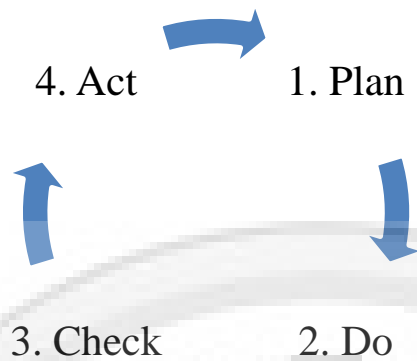 4. Act
1. Plan
3. Check
2. Do